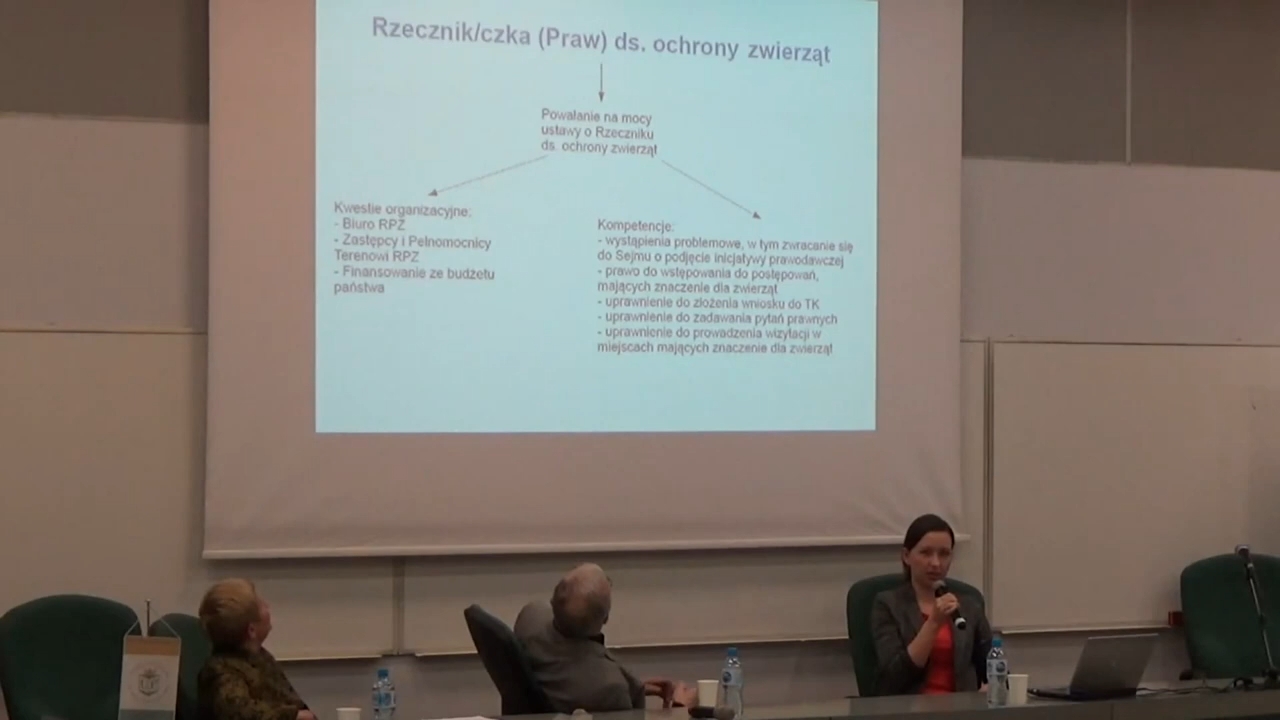 Rzecznik/czka (Praw) ds. ochrony zwierząt
Powołanie na mocy
ustawy o Rzeczniku
ds. ochrony zwierząt
Kwestie organizacyjne:
- Biuro RPZ
- Zastępcy i Pełnomocnicy
Terenowi RPZ
- Finansowanie ze budżetu
państwa
Kompetencje:
- wystąpienia problemowe, w tym zwracanie się
do Sejmu o podjęcie inicjatywy prawodawczej
- prawo do wstępowania do postępowań,
mających znaczenie dla zwierząt
- uprawnienie do złożenia wniosku do TK
- uprawnienie do zadawania pytań prawnych
- uprawnienie do prowadzenia wizytacji w
miejscach mających znaczenie dla zwierząt